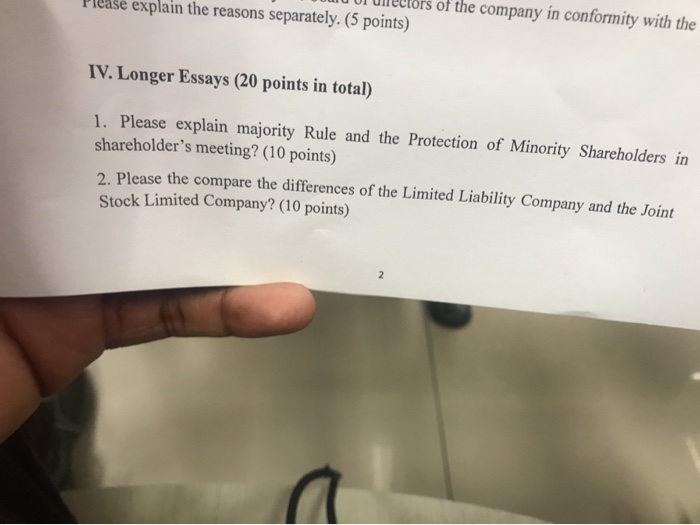 Please explain the reasons separately. (5 points)
directors of the company in conformity with the
IV. Longer Essays (20 points in total)
1. Please explain majority Rule and the Protection of Minority Shareholders in
shareholder's meeting? (10 points)
2. Please the compare the differences of the Limited Liability Company and the Joint
Stock Limited Company? (10 points)
2